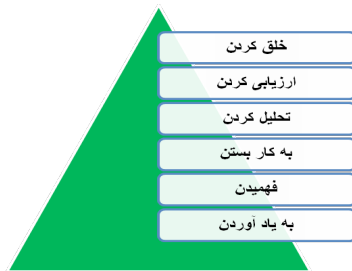 خلق کردن
ارزیابی کردن
تحلیل کردن
به کار بستن
فهمیدن
به یاد آوردن